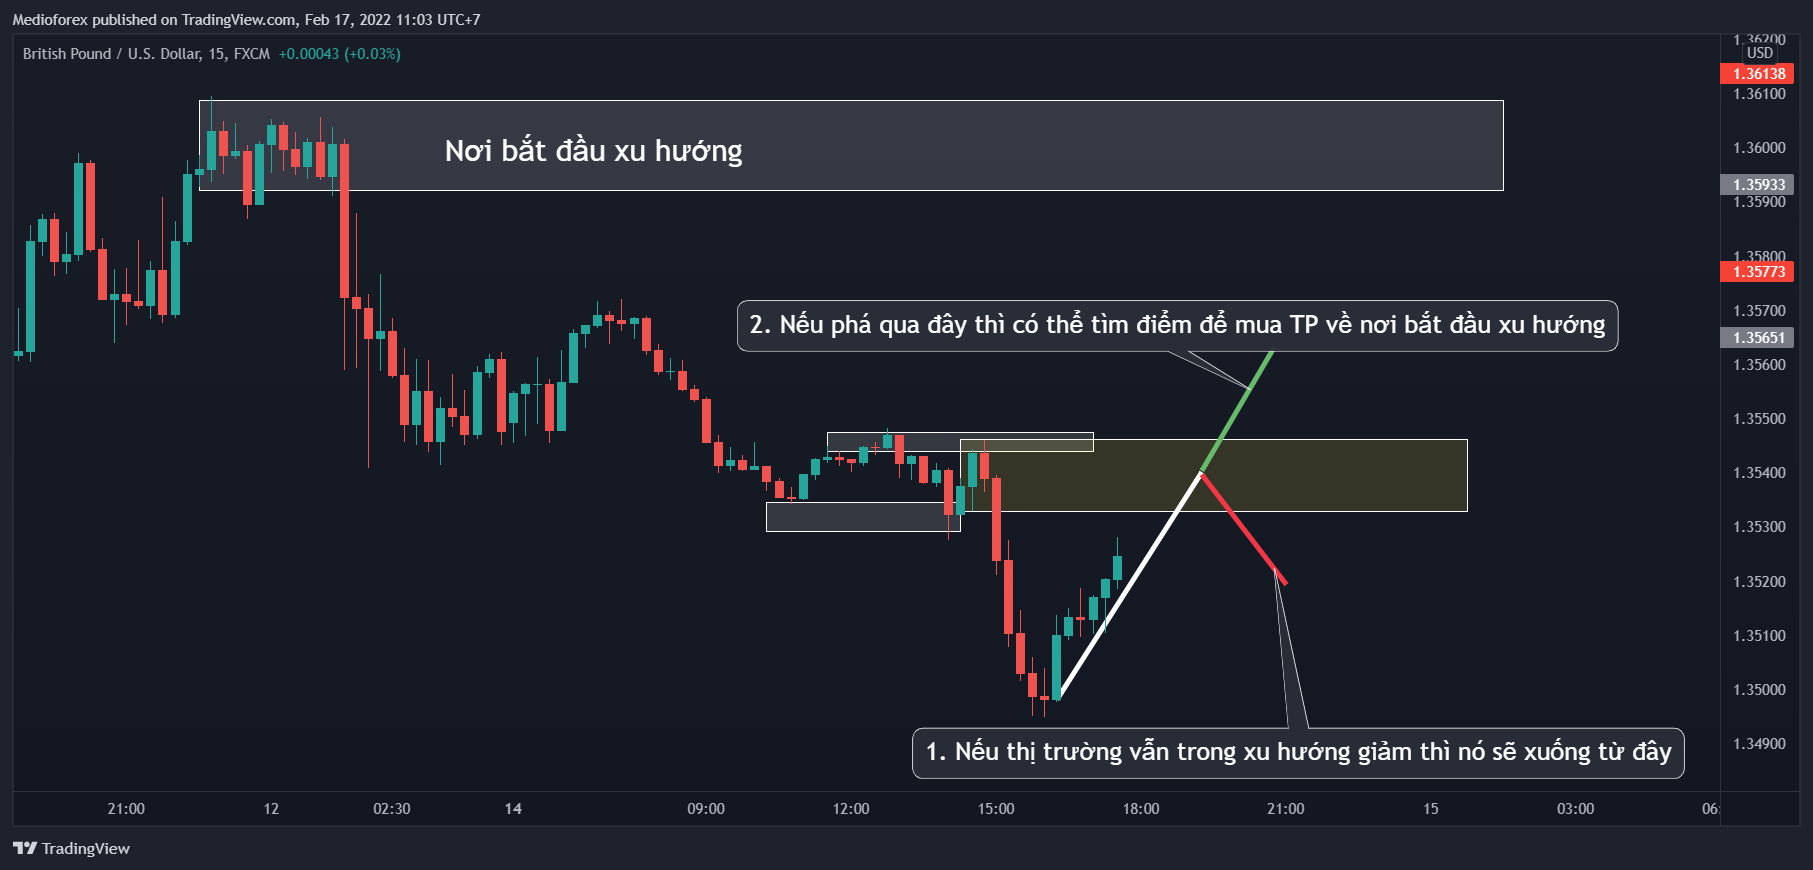 Medioforex published on TradingView.com, Feb 17, 2022 11:03 UTC+7
British Pound / U.S. Dollar, 15, FXCM +0.00043 (+0.03%)
1.36200
USD
1.36138
1.36100
Nơi bắt đầu xu hướng
1.36000
1.35933
1.35900
1.35800
1.35773
1.35700
2. Nếu phá qua đây thì có thể tìm điểm để mua TP về nơi bắt đầu xu hướng
1.35651
1.35600
1.35500
1.35400
1.35300
1.35200
1.35100
1.35000
1.34900
1. Nếu thị trường vẫn trong xu hướng giảm thì nó sẽ xuống từ đây
21:00 12 02:30 14 09:00 12:00 15:00 18:00 21:00 15 03:00 06:
TradingView